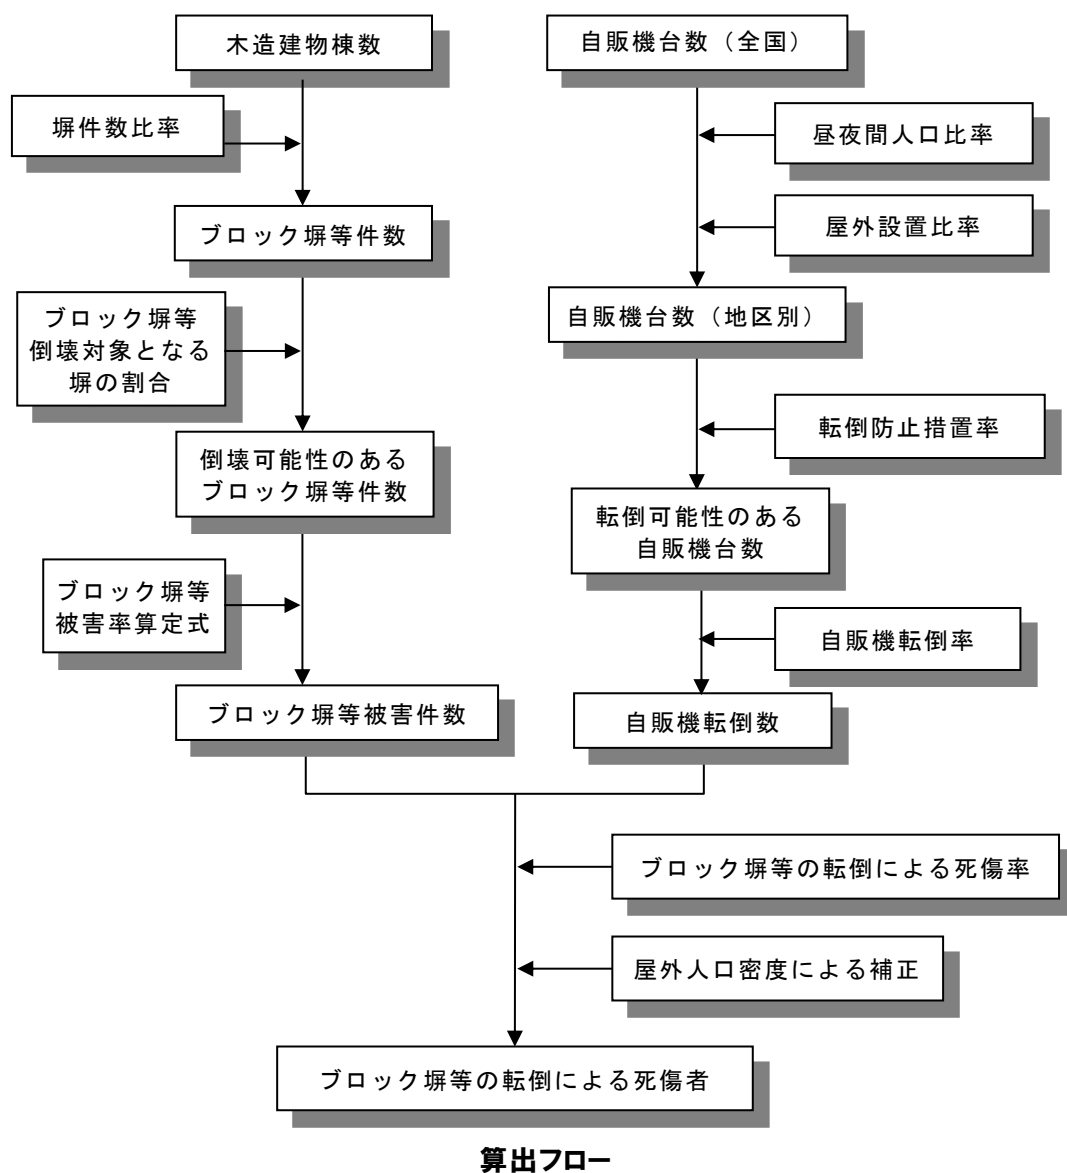 木造建物棟数
塀件数比率
ブロック塀等件数
ブロック塀等
倒壊対象となる
塀の割合
倒壊可能性のある
ブロック塀等件数
ブロック塀等
被害率算定式
ブロック塀等被害件数
自販機台数（全国）
昼夜間人口比率
屋外設置比率
自販機台数（地区別）
転倒防止措置率
転倒可能性のある
自販機台数
自販機転倒率
自販機転倒数
ブロック塀等の転倒による死傷率
屋外人口密度による補正
ブロック塀等の転倒による死傷者
算出フロー